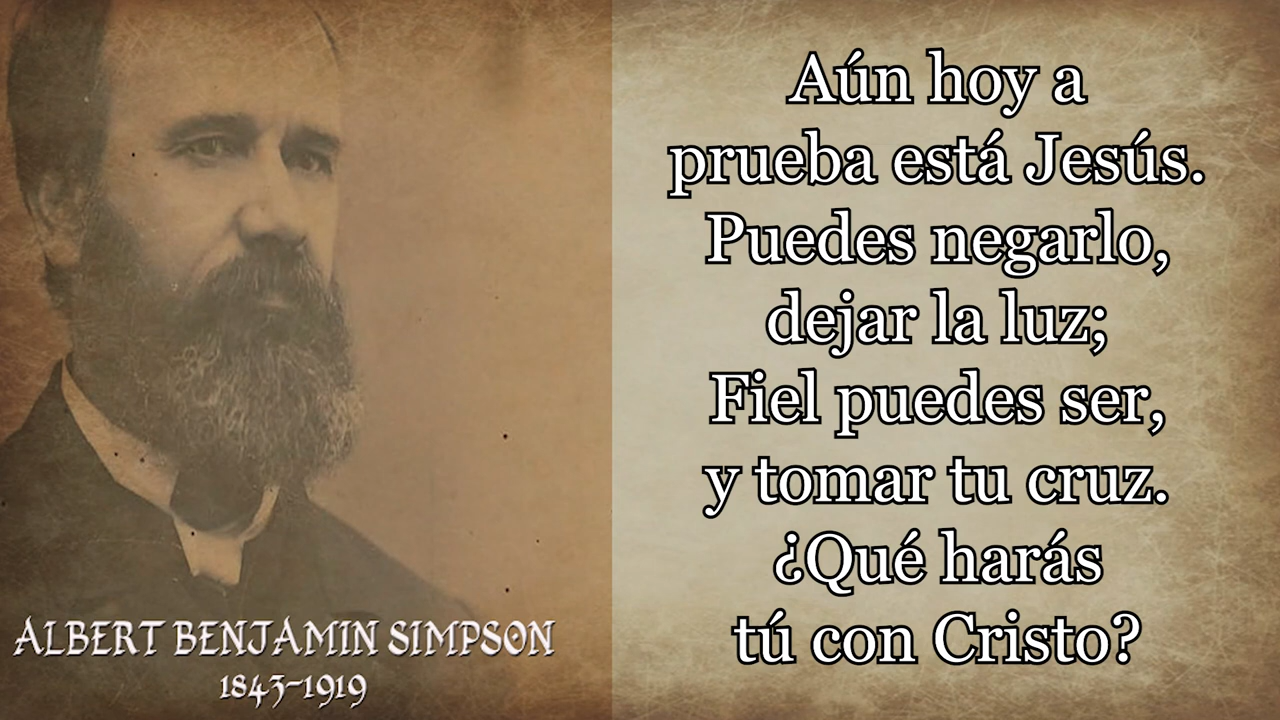 Aún hoy a
prueba está Jesús.
Puedes negarlo,
dejar la luz;
Fiel puedes ser,
y tomar tu cruz.
¿Qué harás
tú con Cristo?
ALBERT BENJAMIN SIMPSON
1843-1919